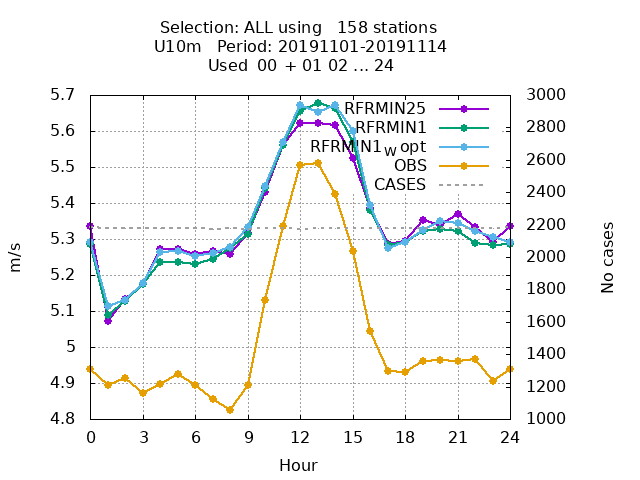 Selection: ALL using   158 stations
U10m   Period: 20191101-20191114
Used  00 + 01 02 ... 24
5.7
5.6
5.5
5.4
5.3
5.2
5.1
5
4.9
4.8
m/s
3000
2800
2600
2400
2200
2000
1800
1600
1400
1200
1000
No cases
RFRMIN25
RFRMIN1
RFRMIN1wopt
OBS
CASES
0 3 6 9 12 15 18 21 24
Hour